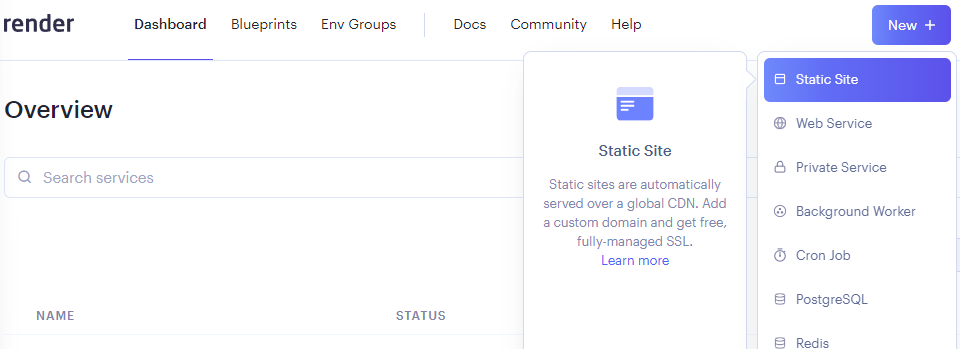 render
Dashboard
Blueprints
Env Groups
Docs
Community
Help
New +
Overview
Search services
NAME
STATUS
Static Site
Static sites are automatically
served over a global CDN. Add
a custom domain and get free,
fully-managed SSL.
Learn more
Static Site
Web Service
Private Service
Background Worker
Cron Job
PostgreSQL
Redis